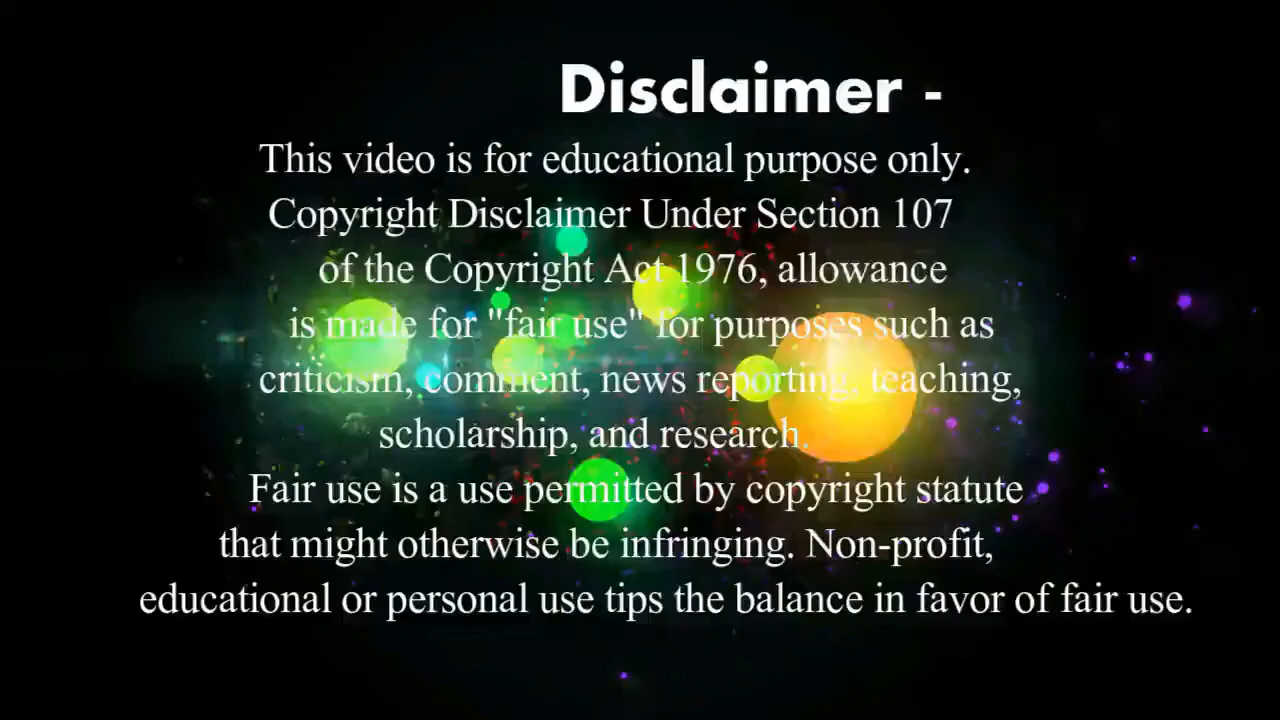 Disclaimer -
This video is for educational purpose only.
Copyright Disclaimer Under Section 107
of the Copyright Act 1976, allowance
is made for "fair use" for purposes such as
criticism, comment, news reporting, teaching,
scholarship, and research.
Fair use is a use permitted by copyright statute
that might otherwise be infringing. Non-profit,
educational or personal use tips the balance in favor of fair use.